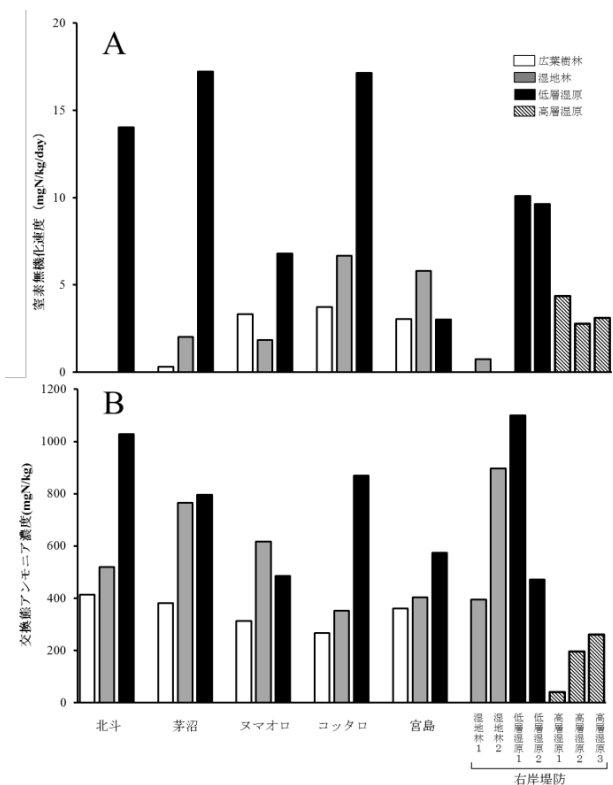 A
20
15
10
5
0
窒素無機化速度（mgN/kg/day）
広葉樹林
湿地林
低層湿原
高層湿原
B
1200
1000
800
600
400
200
0
交換態アンモニア濃度(mgN/kg)
北斗
茅沼
ヌマオロ
コッタロ
宮島
湿地林1
湿地林2
低層湿原1
低層湿原2
高層湿原1
高層湿原2
高層湿原3
右岸堤防